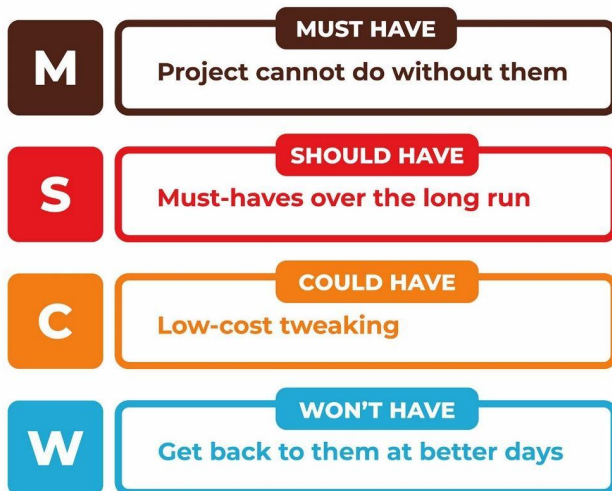 M
MUST HAVE
Project cannot do without them
S
SHOULD HAVE
Must-haves over the long run
C
COULD HAVE
Low-cost tweaking
W
WON’T HAVE
Get back to them at better days